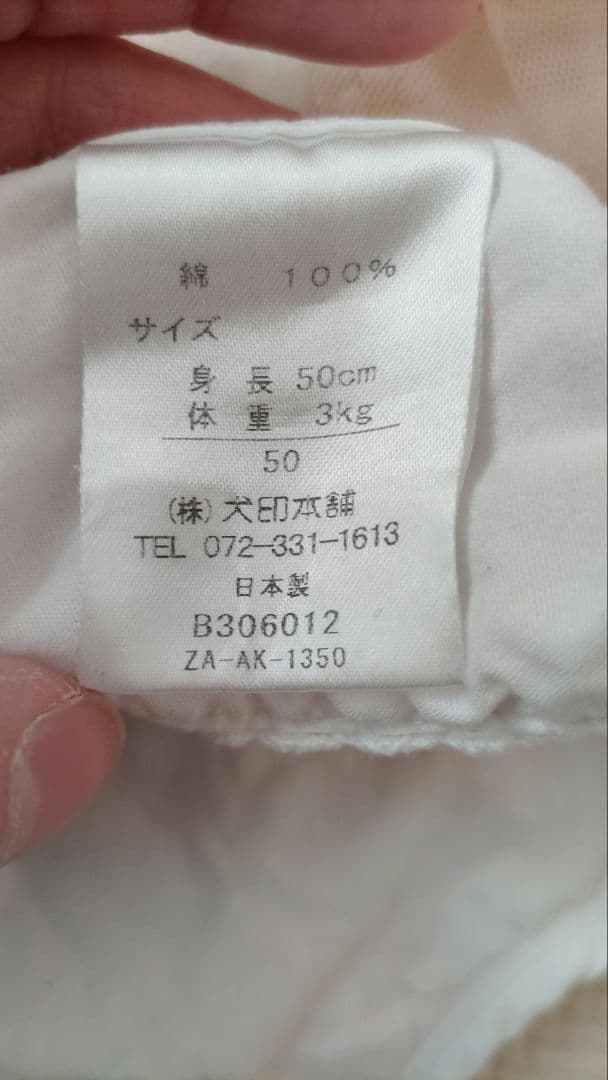 綿 100%
サイズ
身長 50cm
体重 3kg
50
(株)犬印本舗
TEL 072-331-1613
日本製
B306012
ZA-AK-1350